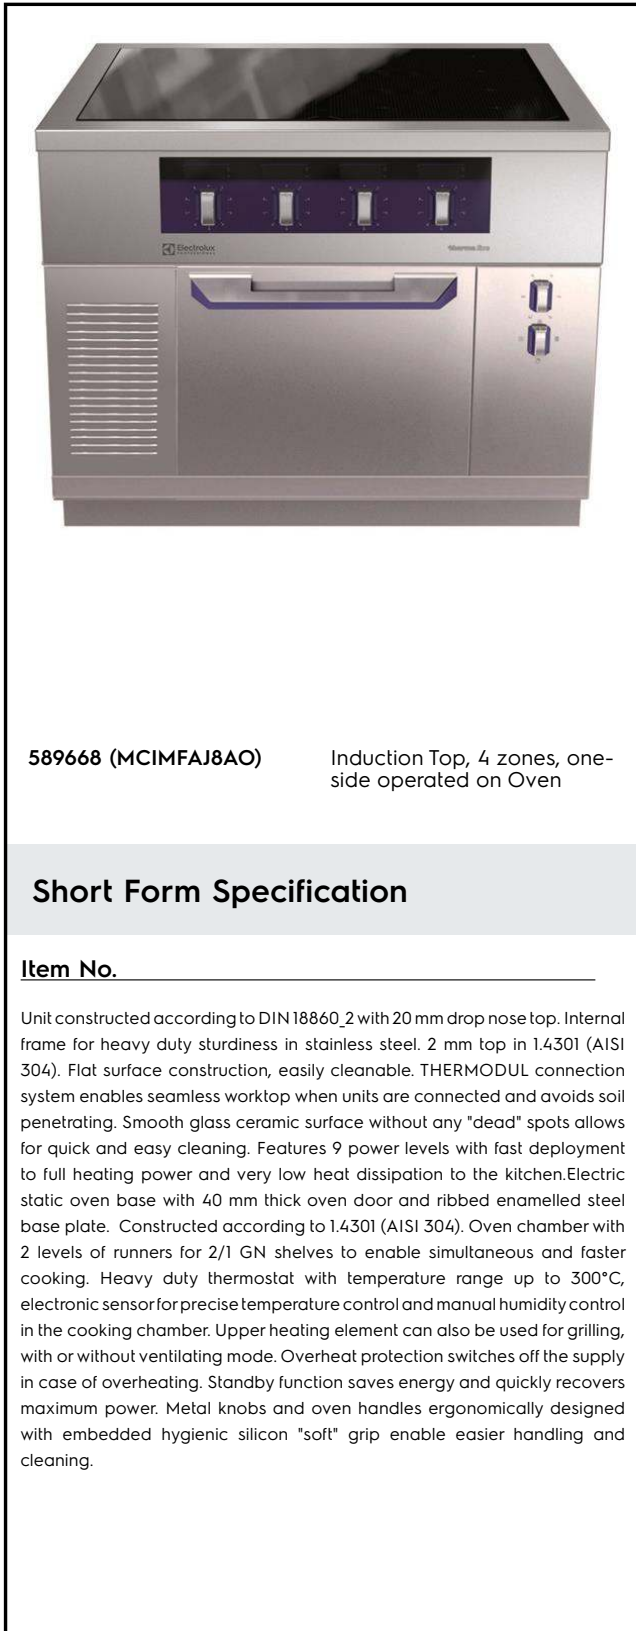 Electrolux
PROFESSIONAL
thermaline
589668 (MCIMFAJ8AO)
Induction Top, 4 zones, one-
side operated on Oven
Short Form Specification
Item No.
Unit constructed according to DIN 18860_2 with 20 mm drop nose top. Internal
frame for heavy duty sturdiness in stainless steel. 2 mm top in 1.4301 (AISI
304). Flat surface construction, easily cleanable. THERMODUL connection
system enables seamless worktop when units are connected and avoids soil
penetrating. Smooth glass ceramic surface without any "dead" spots allows
for quick and easy cleaning. Features 9 power levels with fast deployment
to full heating power and very low heat dissipation to the kitchen.Electric
static oven base with 40 mm thick oven door and ribbed enamelled steel
base plate. Constructed according to 1.4301 (AISI 304). Oven chamber with
2 levels of runners for 2/1 GN shelves to enable simultaneous and faster
cooking. Heavy duty thermostat with temperature range up to 300°C,
electronic sensor for precise temperature control and manual humidity control
in the cooking chamber. Upper heating element can also be used for grilling,
with or without ventilating mode. Overheat protection switches off the supply
in case of overheating. Standby function saves energy and quickly recovers
maximum power. Metal knobs and oven handles ergonomically designed
with embedded hygienic silicon "soft" grip enable easier handling and
cleaning.